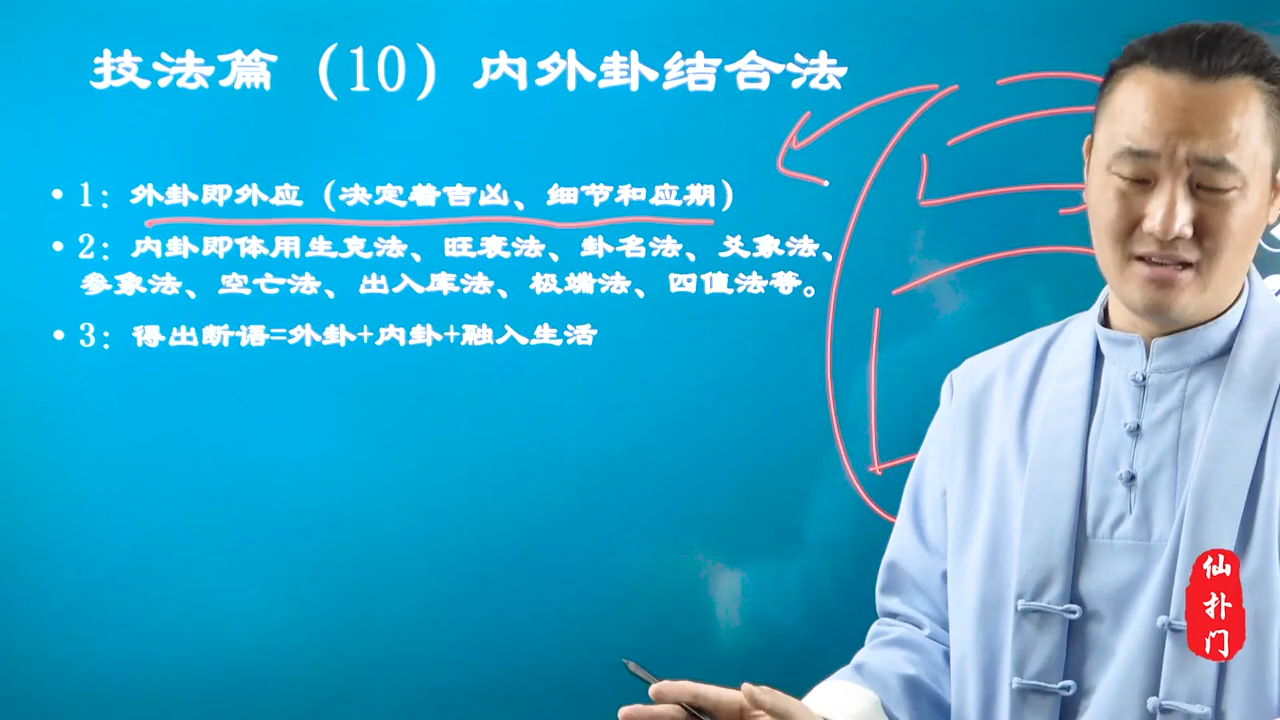 技法篇（10）内外卦结合法
• 1：外卦即外应（决定着吉凶、细节和应期）
• 2：内卦即体用生克法、旺衰法、卦名法、爻象法、
参象法、空亡法、出入库法、极端法、四值法等。
• 3：得出断语=外卦+内卦+融入生活
仙
扑
门